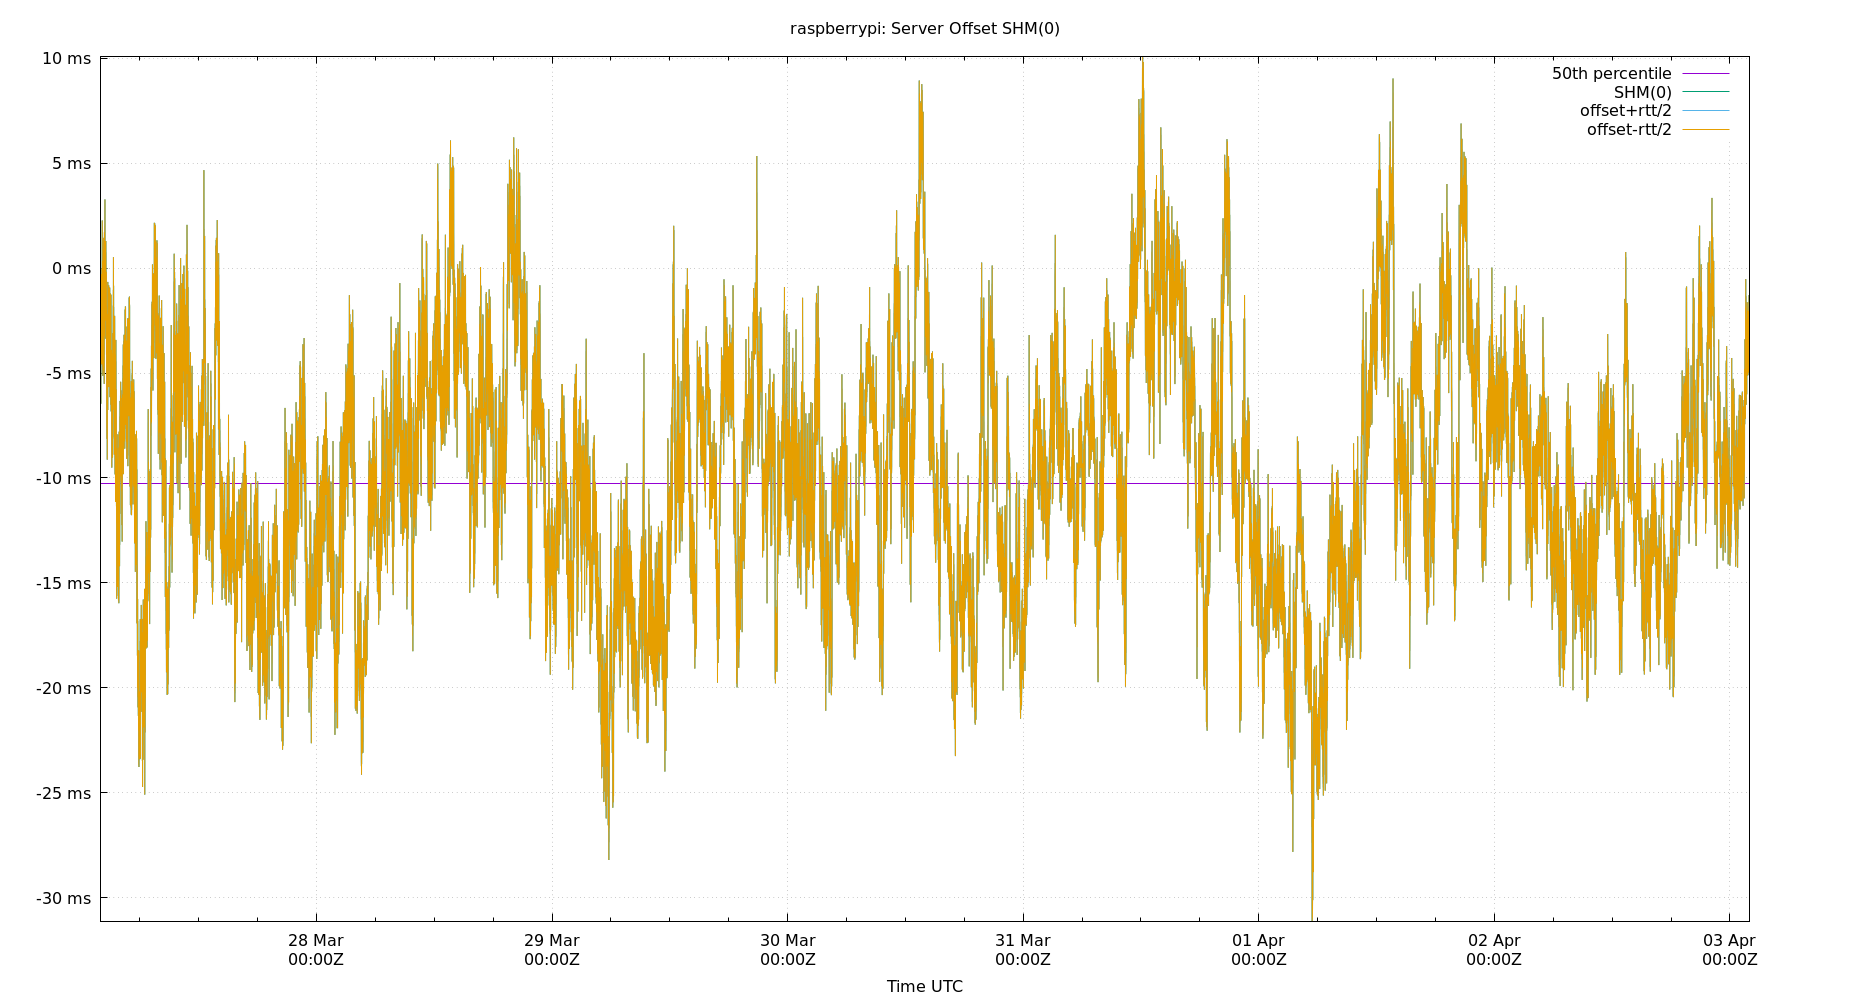 raspberrypi: Server Offset SHM(0)
10 ms
5 ms
0 ms
-5 ms
-10 ms
-15 ms
-20 ms
-25 ms
-30 ms
50th percentile
SHM(0)
offset+rtt/2
offset-rtt/2
28 Mar
00:00Z
29 Mar
00:00Z
30 Mar
00:00Z
31 Mar
00:00Z
01 Apr
00:00Z
02 Apr
00:00Z
03 Apr
00:00Z
Time UTC